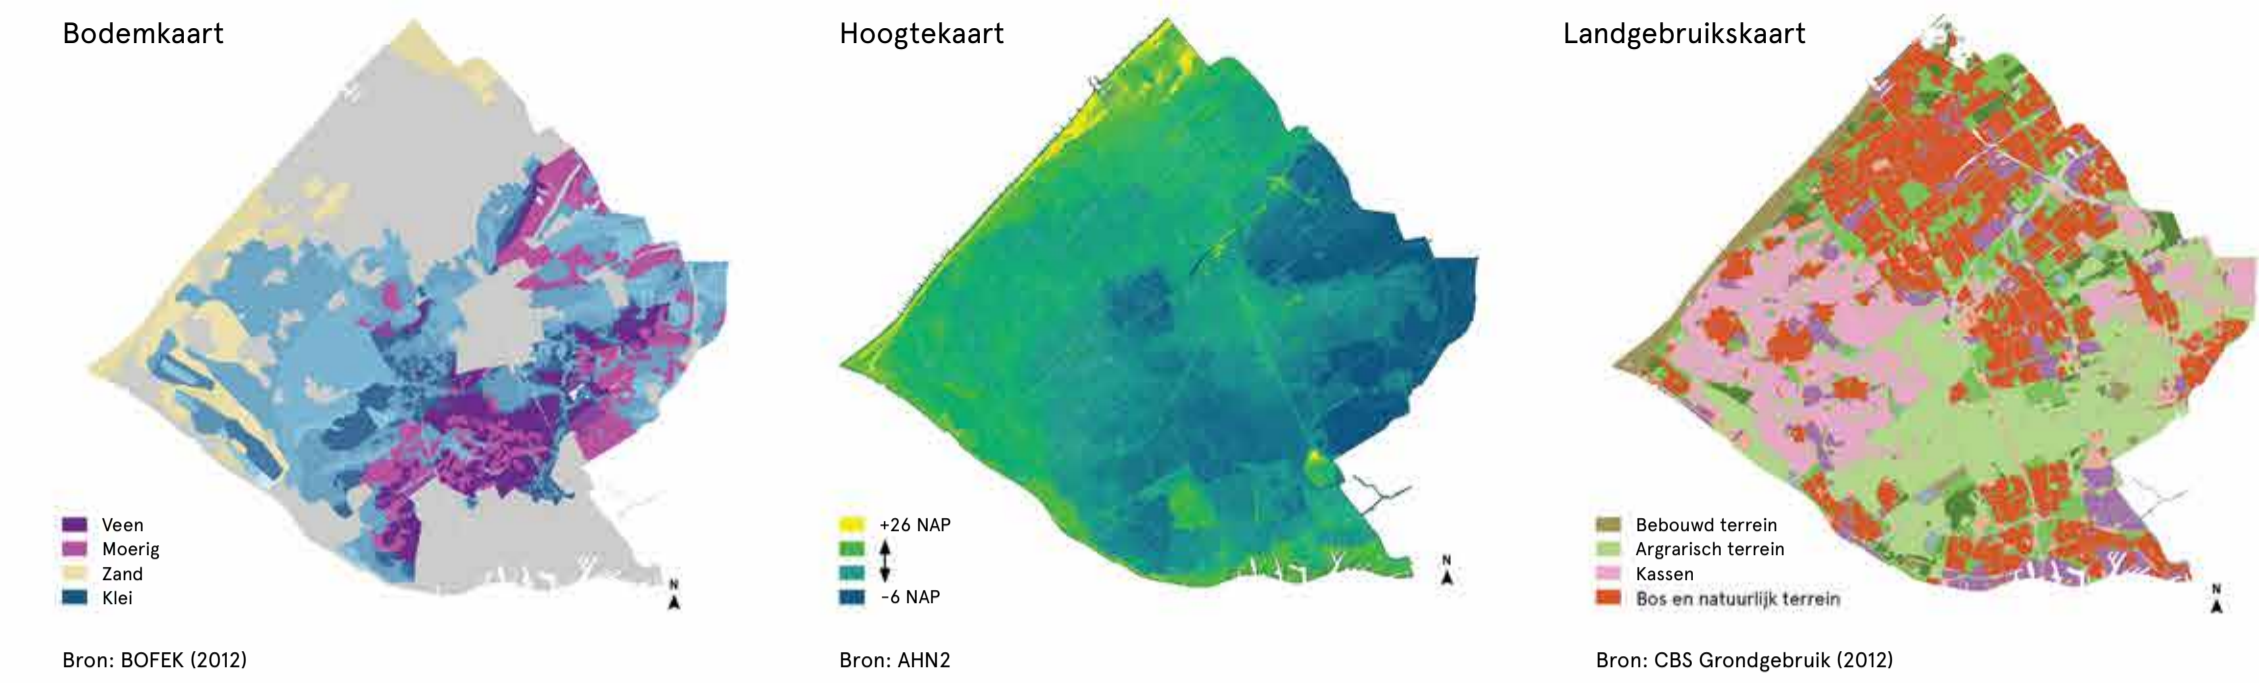 Bodemkaart
Veen
Moerig
Zand
Klei
N
Bron: BOFEK (2012)
Hoogtekaart
+26 NAP
-6 NAP
N
Bron: AHN2
Landgebruikskaart
Bebouwd terrein
Argrarisch terrein
Kassen
Bos en natuurlijk terrein
N
Bron: CBS Grondgebruik (2012)